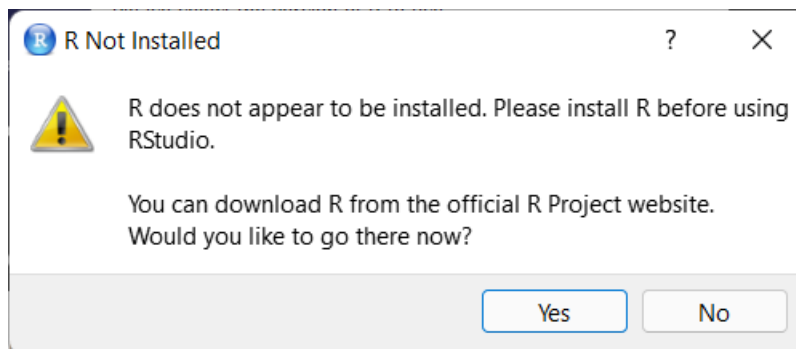 R Not Installed
R does not appear to be installed. Please install R before using
RStudio.
You can download R from the official R Project website.
Would you like to go there now?
Yes
No